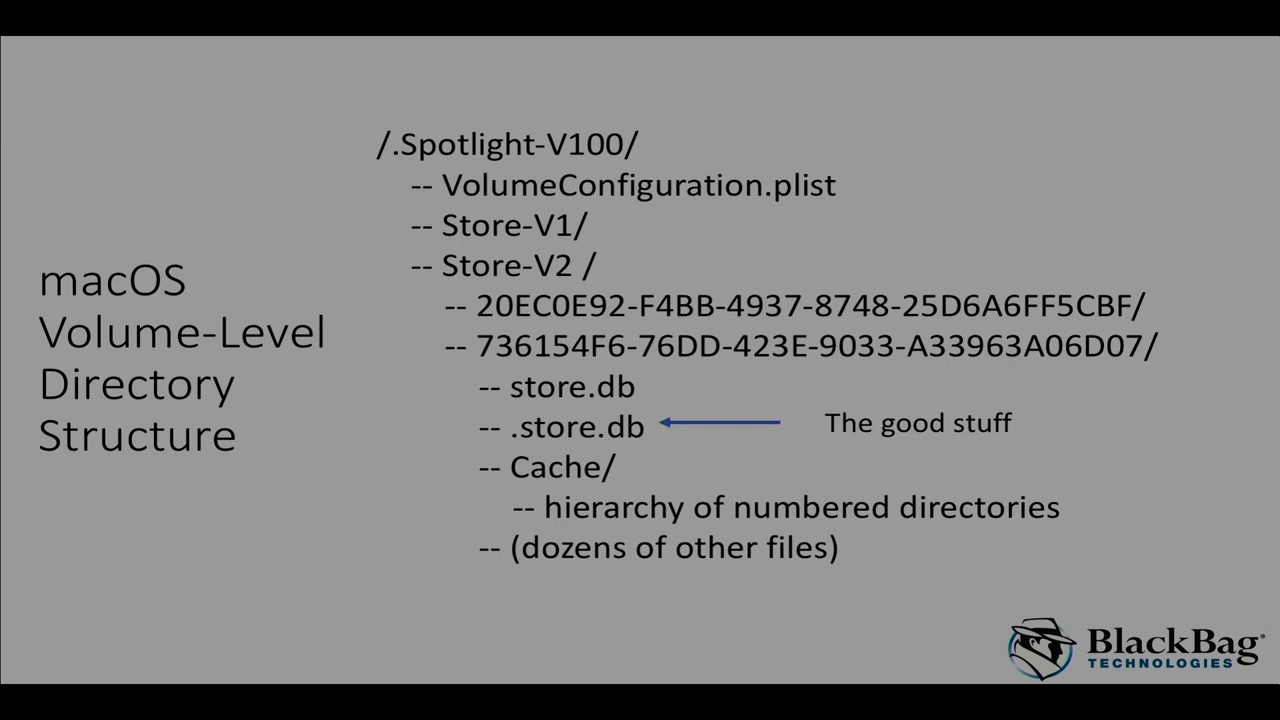 macOS
Volume-Level
Directory
Structure
/.Spotlight-V100/
-- VolumeConfiguration.plist
-- Store-V1/
-- Store-V2 /
-- 20EC0E92-F4BB-4937-8748-25D6A6FF5CBF/
-- 736154F6-76DD-423E-9033-A33963A06D07/
-- store.db
-- .store.db
The good stuff
-- Cache/
-- hierarchy of numbered directories
-- (dozens of other files)
BlackBag®
TECHNOLOGIES